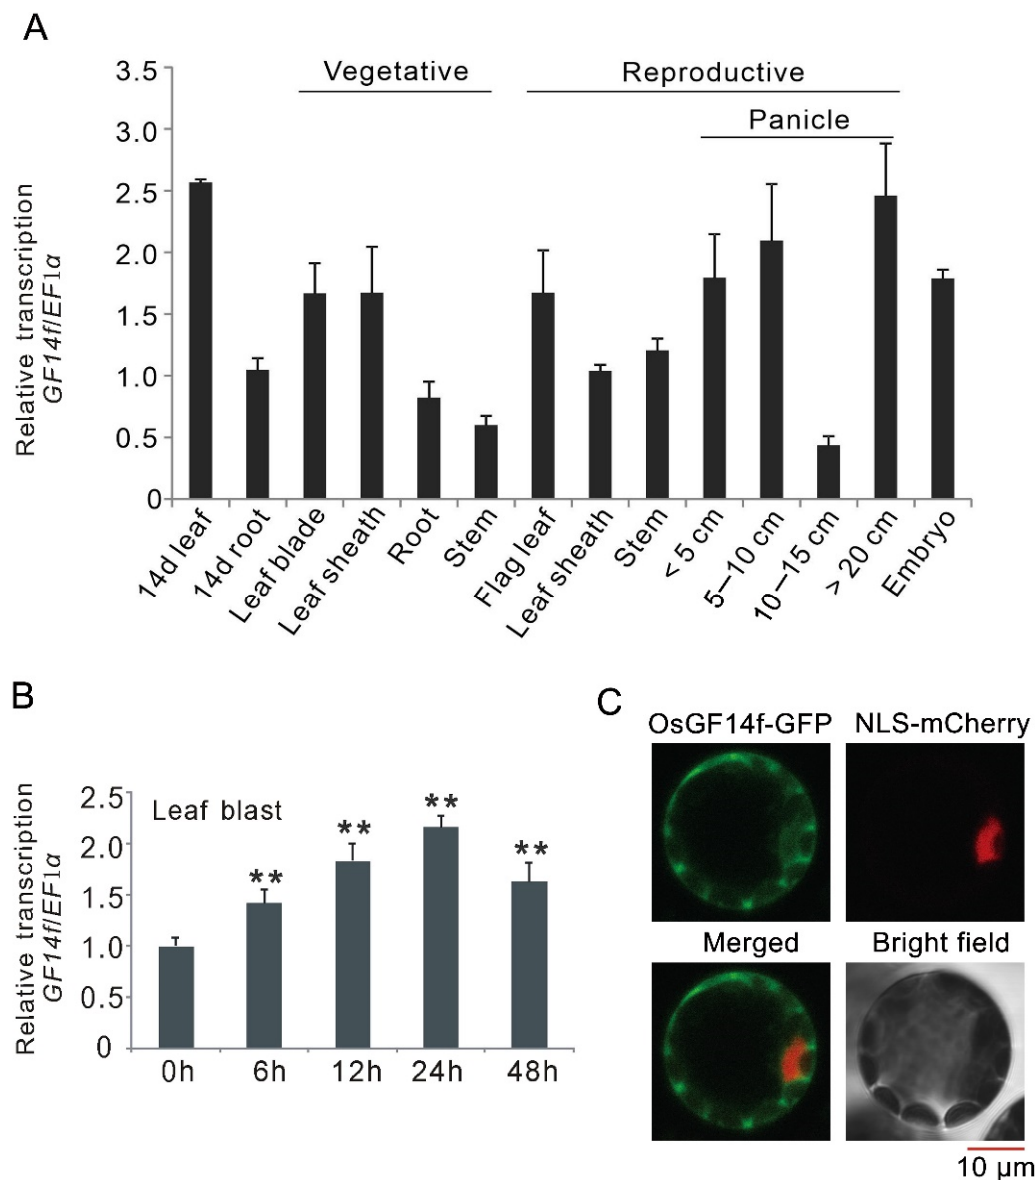 A
Vegetative
Reproductive
Panicle
Relative transcription
GF14f/EF1α
3.5
3.0
2.5
2.0
1.5
1.0
0.5
0
14d leaf
14d root
Leaf blade
Leaf sheath
Root
Stem
Flag leaf
Leaf sheath
Stem
< 5 cm
5–10 cm
10–15 cm
> 20 cm
Embryo
B
Leaf blast
Relative transcription
GF14f/EF1α
2.5
2.0
1.5
1.0
0.5
0
**
**
**
**
0h
6h
12h
24h
48h
C
OsGF14f-GFP
NLS-mCherry
Merged
Bright field
10 μm